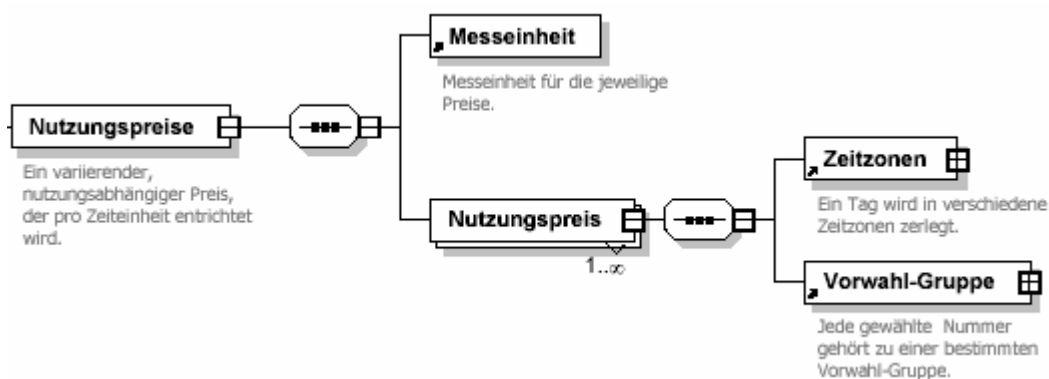 Messeinheit
Messeinheit für die jeweilige
Preise.
Nutzungspreise
Ein variierender,
nutzungsabhängiger Preis,
der pro Zeiteinheit entrichtet
wird.
Nutzungspreis
1..∞
Zeitzonen
Ein Tag wird in verschiedene
Zeitzonen zerlegt.
Vorwahl-Gruppe
Jede gewählte Nummer
gehört zu einer bestimmten
Vorwahl-Gruppe.